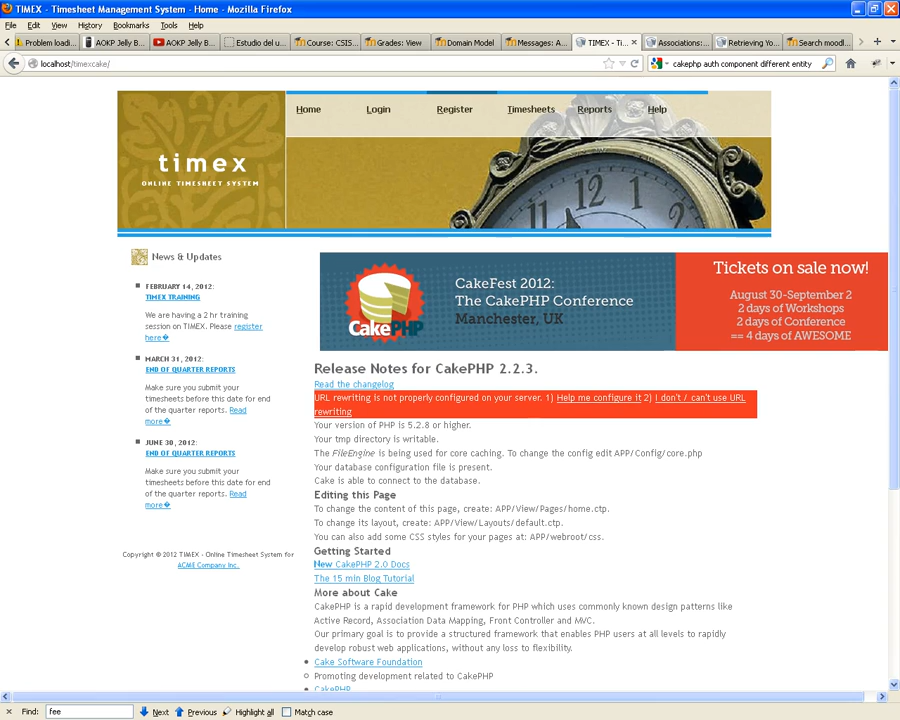 TIMEX - Timesheet Management System - Home - Mozilla Firefox
File Edit View History Bookmarks Tools Help
Problem loadi...
AOKP Jelly B...
AOKP Jelly B...
Estudio del u...
Course: CSIS...
Grades: View
Domain Model
Messages: A...
TIMEX - Ti...
Associations:...
Retrieving Yo...
Search moodl...
localhost/timexcake/
cakephp auth component different entity
Home Login Register Timesheets Reports Help
timex
ONLINE TIMESHEET SYSTEM
12
11
1
10
2
News & Updates
FEBRUARY 14, 2012:
TIMEX TRAINING
We are having a 2 hr training
session on TIMEX. Please register
here�
MARCH 31, 2012:
END OF QUARTER REPORTS
Make sure you submit your
timesheets before this date for end
of the quarter reports. Read
more�
JUNE 30, 2012:
END OF QUARTER REPORTS
Make sure you submit your
timesheets before this date for end
of the quarter reports. Read
more�
Copyright © 2012 TIMEX - Online Timesheet System for
ACME Company Inc.
CakePHP
CakeFest 2012:
The CakePHP Conference
Manchester, UK
Tickets on sale now!
August 30-September 2
2 days of Workshops
2 days of Conference
== 4 days of AWESOME
Release Notes for CakePHP 2.2.3.
Read the changelog
URL rewriting is not properly configured on your server. 1) Help me configure it 2) I don't / can't use URL
rewriting
Your version of PHP is 5.2.8 or higher.
Your tmp directory is writable.
The FileEngine is being used for core caching. To change the config edit APP/Config/core.php
Your database configuration file is present.
Cake is able to connect to the database.
Editing this Page
To change the content of this page, create: APP/View/Pages/home.ctp.
To change its layout, create: APP/View/Layouts/default.ctp.
You can also add some CSS styles for your pages at: APP/webroot/css.
Getting Started
New CakePHP 2.0 Docs
The 15 min Blog Tutorial
More about Cake
CakePHP is a rapid development framework for PHP which uses commonly known design patterns like
Active Record, Association Data Mapping, Front Controller and MVC.
Our primary goal is to provide a structured framework that enables PHP users at all levels to rapidly
develop robust web applications, without any loss to flexibility.
Cake Software Foundation
Promoting development related to CakePHP
CakePHP
Find: fee Next Previous Highlight all Match case